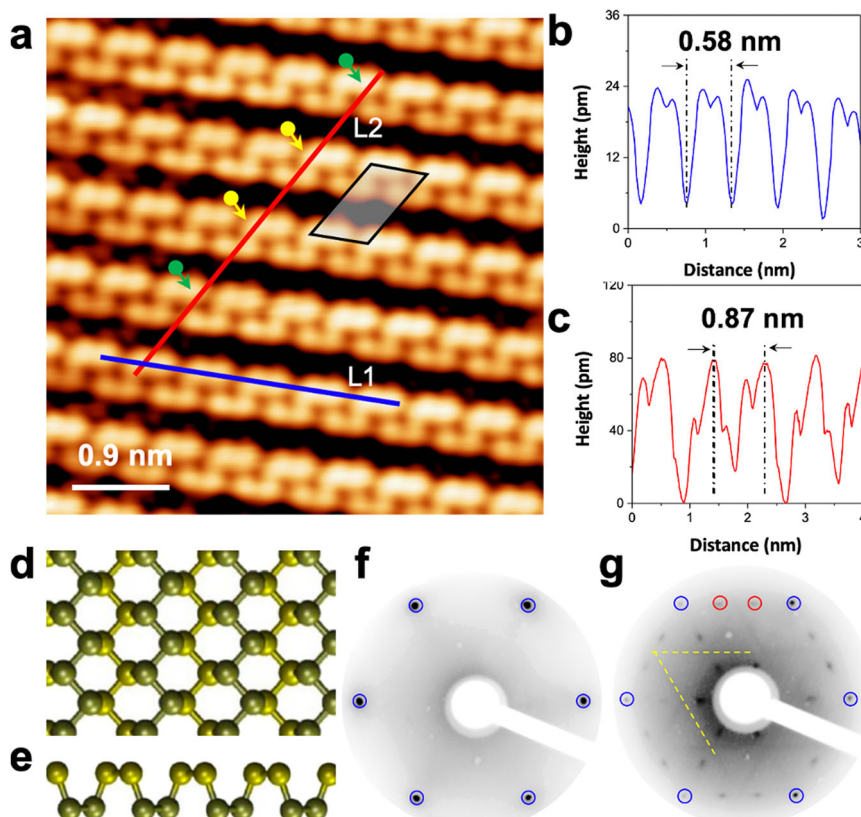 a
L2
L1
0.9 nm
b
0.58 nm
Height (pm)
36
24
12
0
0
1
2
3
Distance (nm)
c
0.87 nm
Height (pm)
120
80
40
0
0
1
2
3
4
Distance (nm)
d
e
f
g